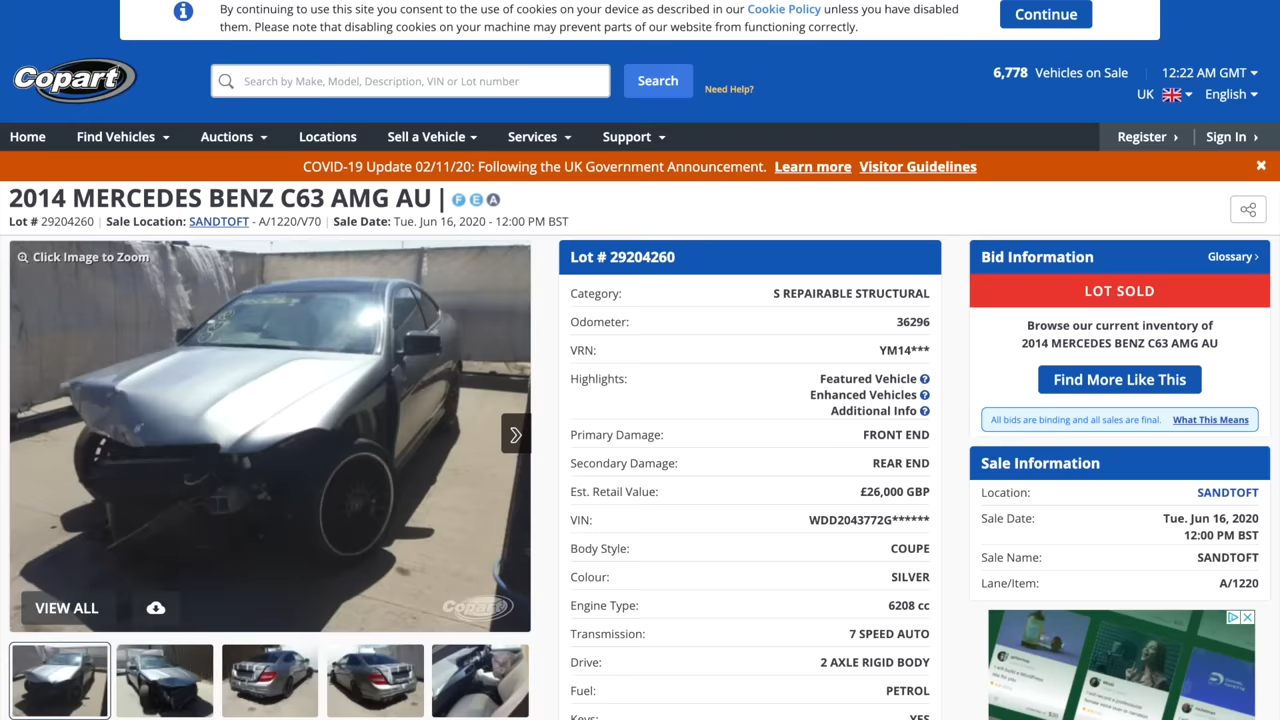 By continuing to use this site you consent to the use of cookies on your device as described in our Cookie Policy unless you have disabled
them. Please note that disabling cookies on your machine may prevent parts of our website from functioning correctly.
Continue
Copart
Search by Make, Model, Description, VIN or Lot number
Search
Need Help?
6,778 Vehicles on Sale
12:22 AM GMT
UK
English
Home
Find Vehicles
Auctions
Locations
Sell a Vehicle
Services
Support
Register
Sign In
COVID-19 Update 02/11/20: Following the UK Government Announcement. Learn more Visitor Guidelines
2014 MERCEDES BENZ C63 AMG AU | F E A
Lot # 29204260 | Sale Location: SANDTOFT - A/1220/V70 | Sale Date: Tue. Jun 16, 2020 - 12:00 PM BST
Click Image to Zoom
VIEW ALL
Copart
Lot # 29204260
Category: S REPAIRABLE STRUCTURAL
Odometer: 36296
VRN: YM14***
Highlights: Featured Vehicle
Enhanced Vehicles
Additional Info
Primary Damage: FRONT END
Secondary Damage: REAR END
Est. Retail Value: £26,000 GBP
VIN: WDD2043772G******
Body Style: COUPE
Colour: SILVER
Engine Type: 6208 cc
Transmission: 7 SPEED AUTO
Drive: 2 AXLE RIGID BODY
Fuel: PETROL
Keys: YES
Bid Information
Glossary
LOT SOLD
Browse our current inventory of
2014 MERCEDES BENZ C63 AMG AU
Find More Like This
All bids are binding and all sales are final. What This Means
Sale Information
Location: SANDTOFT
Sale Date: Tue. Jun 16, 2020
12:00 PM BST
Sale Name: SANDTOFT
Lane/Item: A/1220